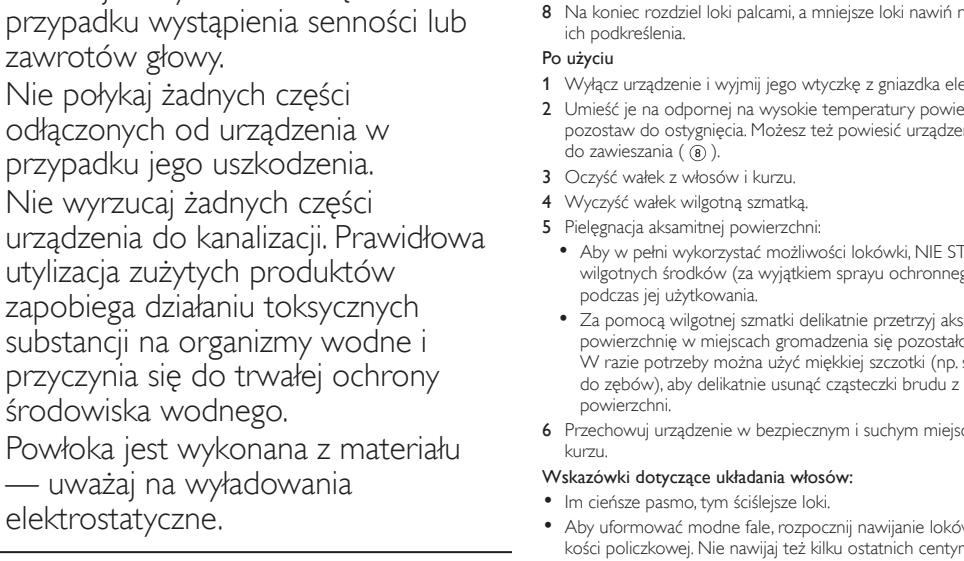 przypadku wystąpienia senności lub
zawrotów głowy.
Nie połykaj żadnych części
odłączonych od urządzenia w
przypadku jego uszkodzenia.
Nie wyrzucaj żadnych części
urządzenia do kanalizacji. Prawidłowa
utylizacja zużytych produktów
zapobiega działaniu toksycznych
substancji na organizmy wodne i
przyczynia się do trwałej ochrony
środowiska wodnego.
Powłoka jest wykonana z materiału
— uważaj na wyładowania
elektrostatyczne.
8 Na koniec rozdziel loki palcami, a mniejsze loki nawiń
ich podkreślenia.
Po użyciu
1 Wyłącz urządzenie i wyjmij jego wtyczkę z gniazdka
2 Umieść je na odpornej na wysokie temperatury
pozostaw do ostygnięcia. Możesz też powiesić
do zawieszania ( ⑧ ).
3 Oczyść wałek z włosów i kurzu.
4 Wyczyść wałek wilgotną szmatką.
5 Pielęgnacja aksamitnej powierzchni:
• Aby w pełni wykorzystać możliwości lokówki, NIE
wilgotnych środków (za wyjątkiem sprayu
podczas jej użytkowania.
• Za pomocą wilgotnej szmatki delikatnie przetrzyj
powierzchnię w miejscach gromadzenia się
W razie potrzeby można użyć miękkiej szczotki (np.
do zębów), aby delikatnie usunąć cząsteczki brudu z
powierzchni.
6 Przechowuj urządzenie w bezpiecznym i suchym
kurzu.
Wskazówki dotyczące układania włosów:
• Im cieńsze pasmo, tym ściślejsze loki.
• Aby uformować modne fale, rozpocznij nawijanie
kości policzkowej. Nie nawijaj też kilku ostatnich